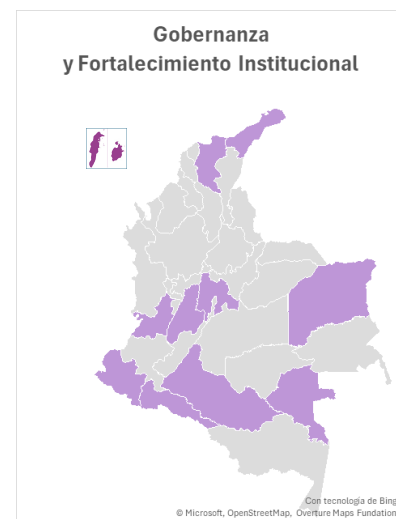 Gobernanza
y Fortalecimiento Institucional
Con tecnología de Bing
© Microsoft, OpenStreetMap, Overture Maps Fundation